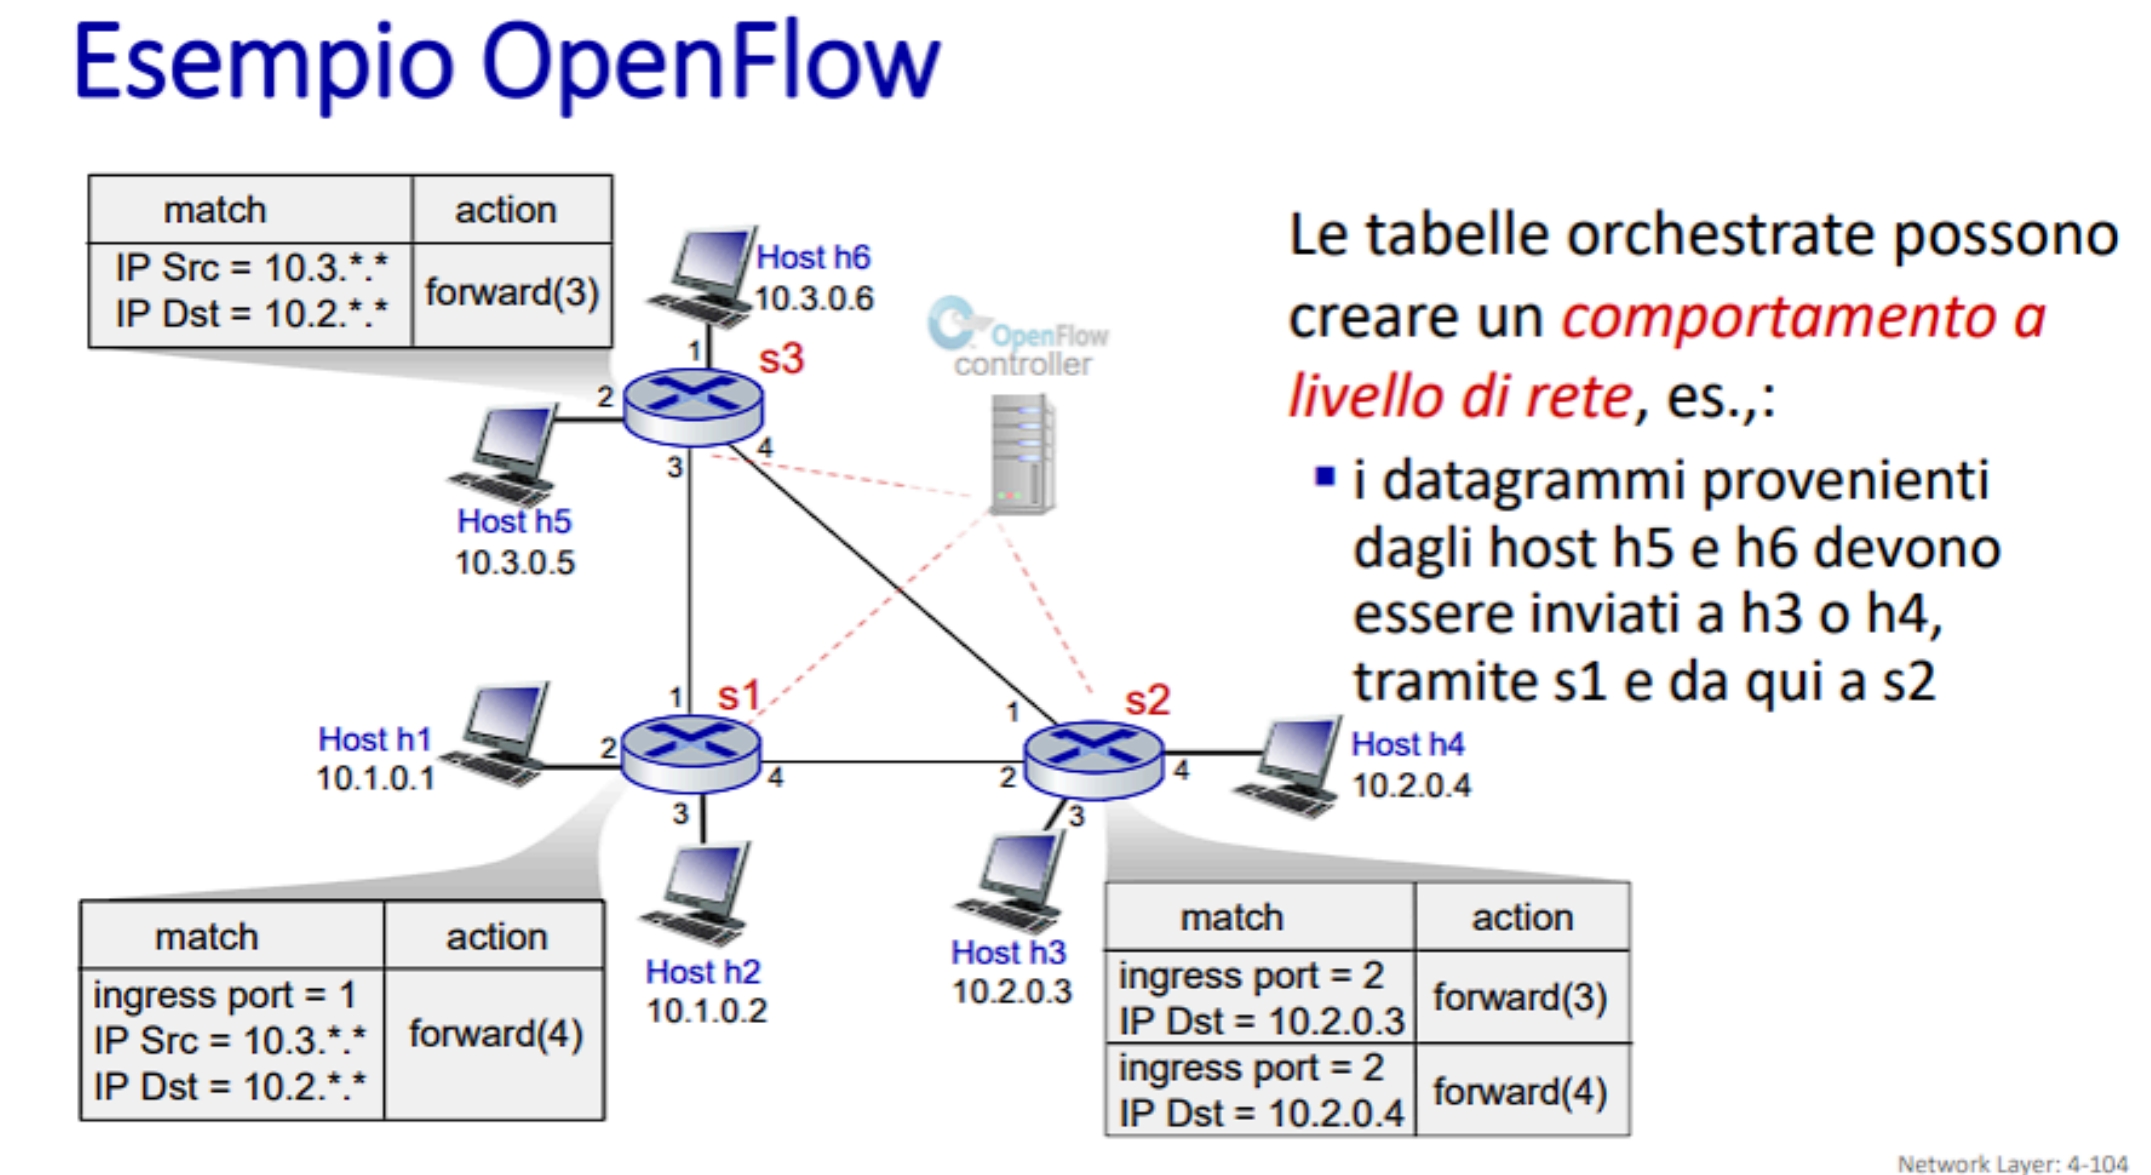 Esempio OpenFlow
match action
IP Src = 10.3.*.*
IP Dst = 10.2.*.*
forward(3)
Host h6
10.3.0.6
1
s3
2
3
4
Host h5
10.3.0.5
OpenFlow
controller
Le tabelle orchestrate possono
creare un comportamento a
livello di rete, es.,:
▪ i datagrammi provenienti
dagli host h5 e h6 devono
essere inviati a h3 o h4,
tramite s1 e da qui a s2
1
s1
2
3
4
Host h1
10.1.0.1
Host h2
10.1.0.2
1
s2
2
3
4
Host h3
10.2.0.3
Host h4
10.2.0.4
match action
ingress port = 1
IP Src = 10.3.*.*
IP Dst = 10.2.*.*
forward(4)
match action
ingress port = 2
IP Dst = 10.2.0.3
forward(3)
ingress port = 2
IP Dst = 10.2.0.4
forward(4)
Network Layer: 4-104